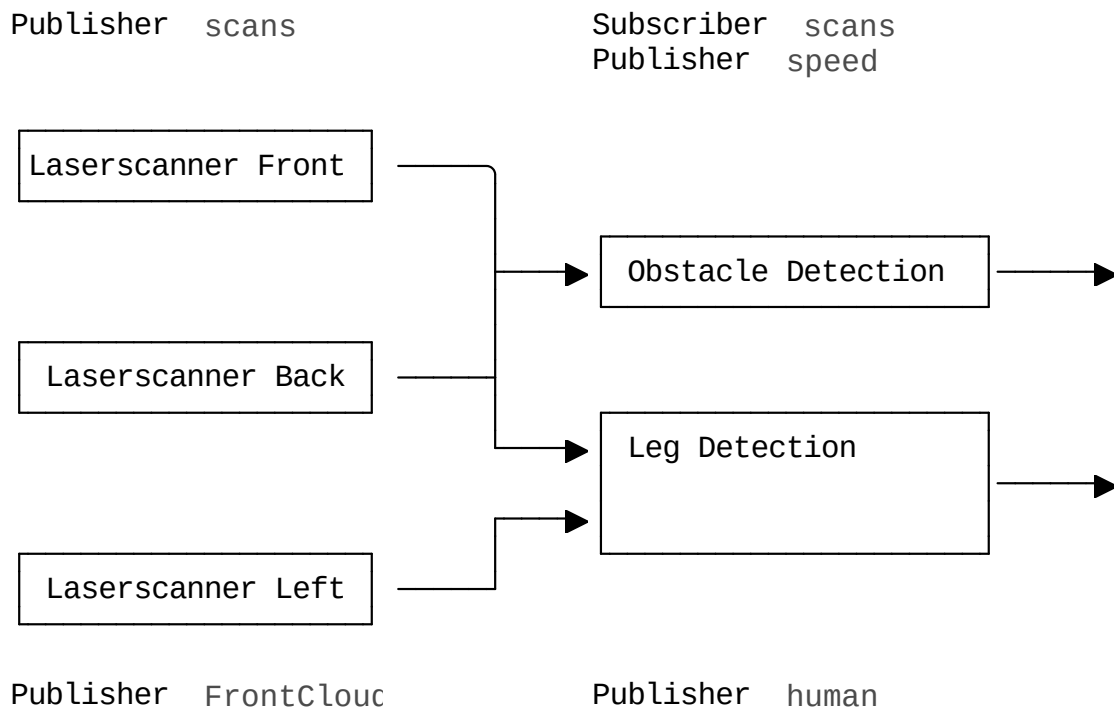 Publisher scans
Subscriber scans
Publisher speed
Laserscanner Front
Obstacle Detection
Laserscanner Back
Leg Detection
Laserscanner Left
Publisher FrontCloud
Publisher human